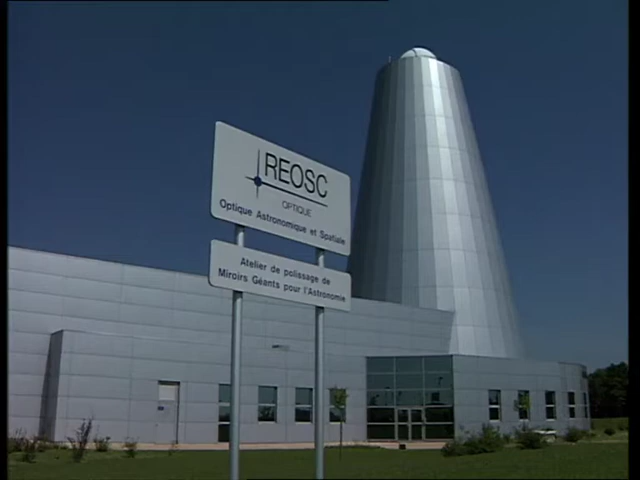 REOSC
OPTIQUE
Optique Astronomique et Spatiale
Atelier de polissage de
Miroirs Géants pour l'Astronomie